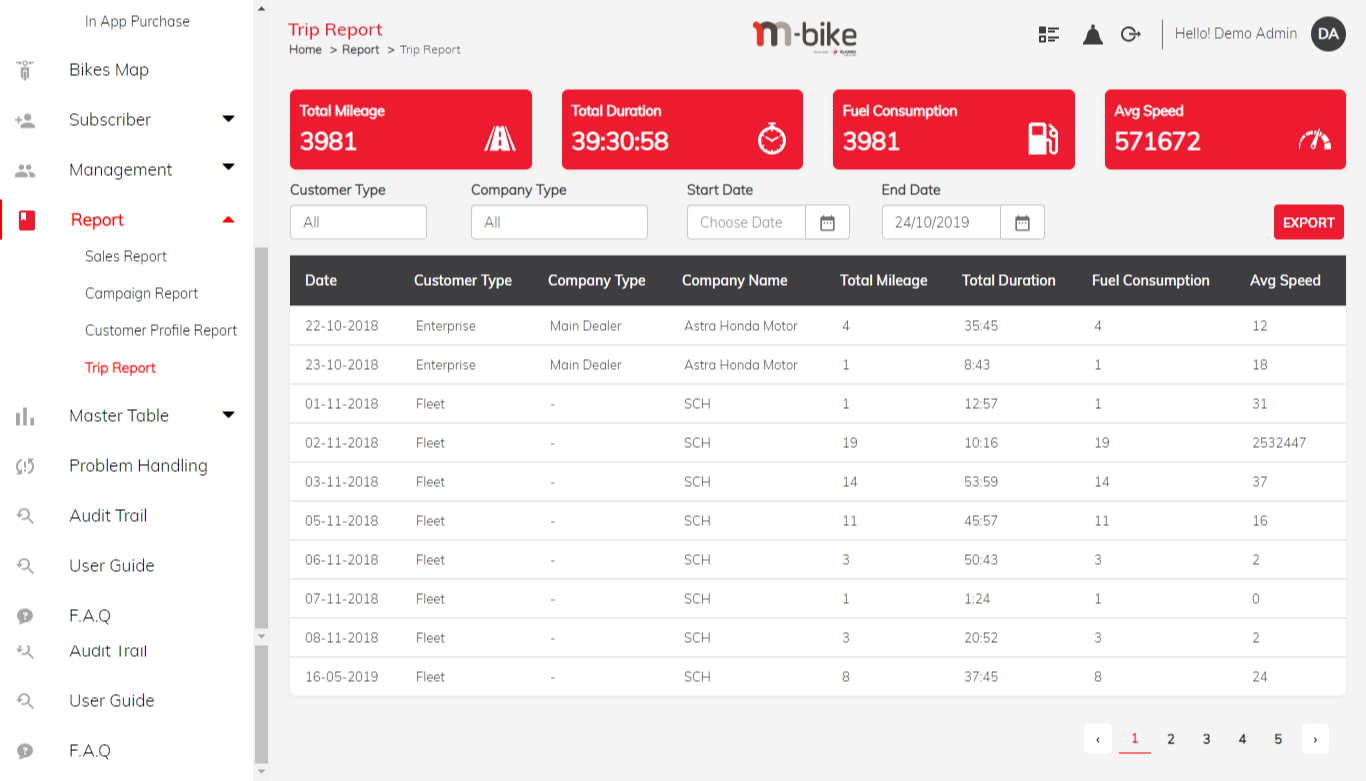 In App Purchase
Bikes Map
Subscriber
Management
Report
Sales Report
Campaign Report
Customer Profile Report
Trip Report
Master Table
Problem Handling
Audit Trail
User Guide
F.A.Q
Audit Trail
User Guide
F.A.Q
Trip Report
Home > Report > Trip Report
m-bike
Hello! Demo Admin DA
Total Mileage Total Duration Fuel Consumption Avg Speed
3981 39:30:58 3981 571672
Customer Type Company Type Start Date End Date
All All Choose Date 24/10/2019 EXPORT
Date Customer Type Company Type Company Name Total Mileage Total Duration Fuel Consumption Avg Speed
22-10-2018 Enterprise Main Dealer Astra Honda Motor 4 35:45 4 12
23-10-2018 Enterprise Main Dealer Astra Honda Motor 1 8:43 1 18
01-11-2018 Fleet - SCH 1 12:57 1 31
02-11-2018 Fleet - SCH 19 10:16 19 2532447
03-11-2018 Fleet - SCH 14 53:59 14 37
05-11-2018 Fleet - SCH 11 45:57 11 16
06-11-2018 Fleet - SCH 3 50:43 3 2
07-11-2018 Fleet - SCH 1 1:24 1 0
08-11-2018 Fleet - SCH 3 20:52 3 2
16-05-2019 Fleet - SCH 8 37:45 8 24
‹ 1 2 3 4 5 ›